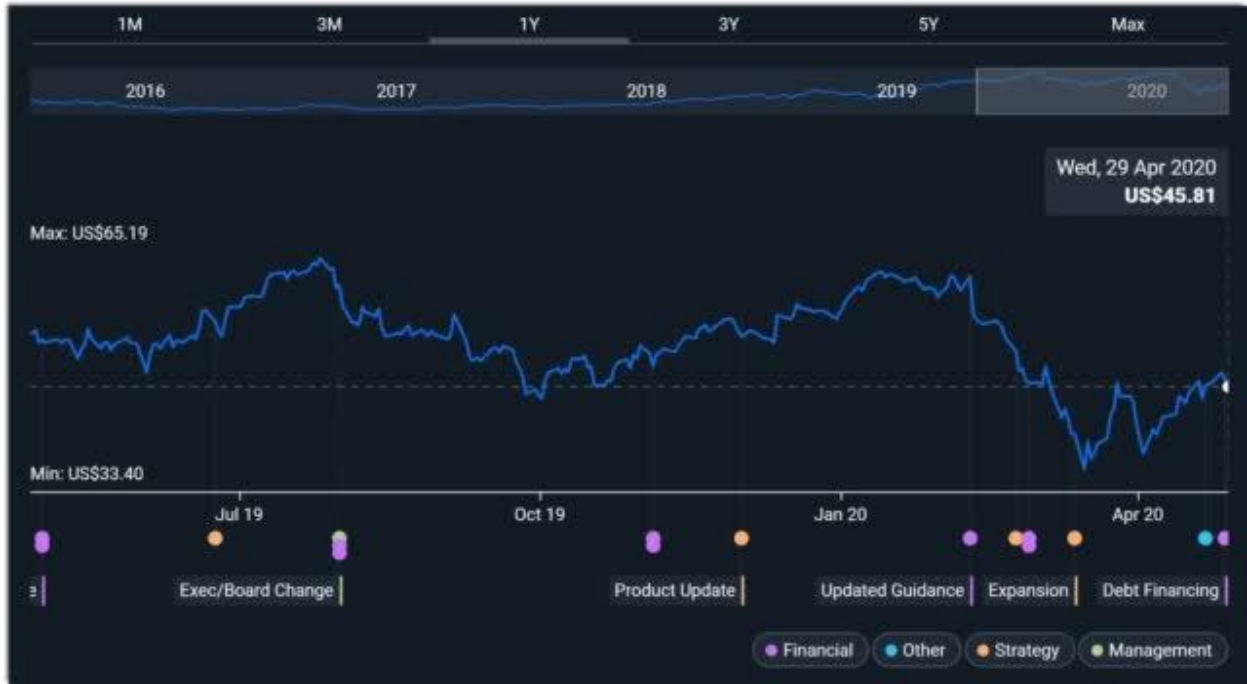 1M 3M 1Y 3Y 5Y Max
2016 2017 2018 2019 2020
Wed, 29 Apr 2020
US$45.81
Max: US$65.19
Min: US$33.40
Jul 19 Oct 19 Jan 20 Apr 20
e Exec/Board Change Product Update Updated Guidance Expansion Debt Financing
Financial Other Strategy Management